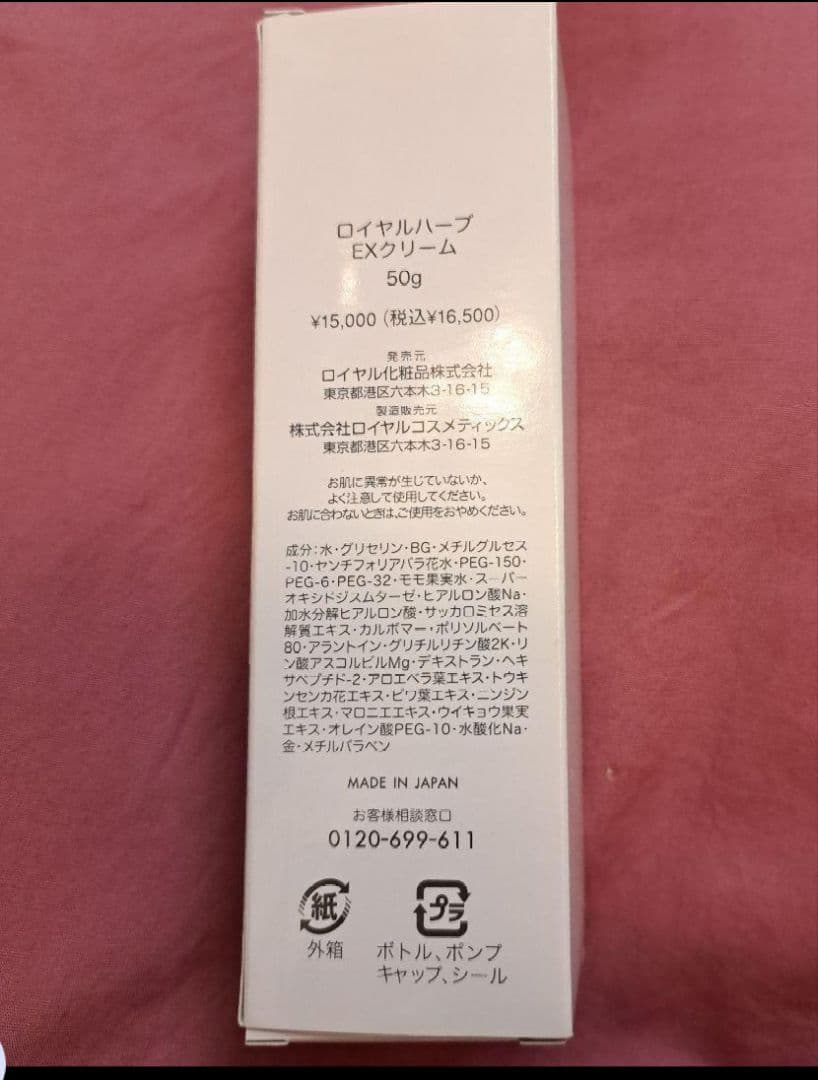 ロイヤルハーブ
EXクリーム
50g
¥15,000（税込¥16,500）
発売元
ロイヤル化粧品株式会社
東京都港区六本木3-16-15
製造販売元
株式会社ロイヤルコスメティックス
東京都港区六本木3-16-15
お肌に異常が生じていないか、
よく注意して使用してください。
お肌に合わないときは、ご使用をおやめください。
成分：水・グリセリン・BG・メチルグルセス
-10・ヤンチフォリアバラ花水・PEG-150・
PEG-6・PEG-32・モモ果実水・スーパー
オキシドジスムターゼ・ヒアルロン酸Na・
加水分解ヒアルロン酸・サッカロミヤス溶
解質エキス・カルボマー・ポリソルベート
80・アラントイン・グリチルリチン酸2K・リ
ン酸アスコルビルMg・デキストラン・ヘキ
サペプチド-2・アロエベラ葉エキス・トウキ
ンセンカ花エキス・ビワ葉エキス・ニンジン
根エキス・マロニエエキス・ウイキョウ果実
エキス・オレイン酸PEG-10・水酸化Na・
金・メチルパラベン
MADE IN JAPAN
お客様相談窓口
0120-699-611
紙
プラ
外箱
ボトル、ポンプ
キャップ、シール